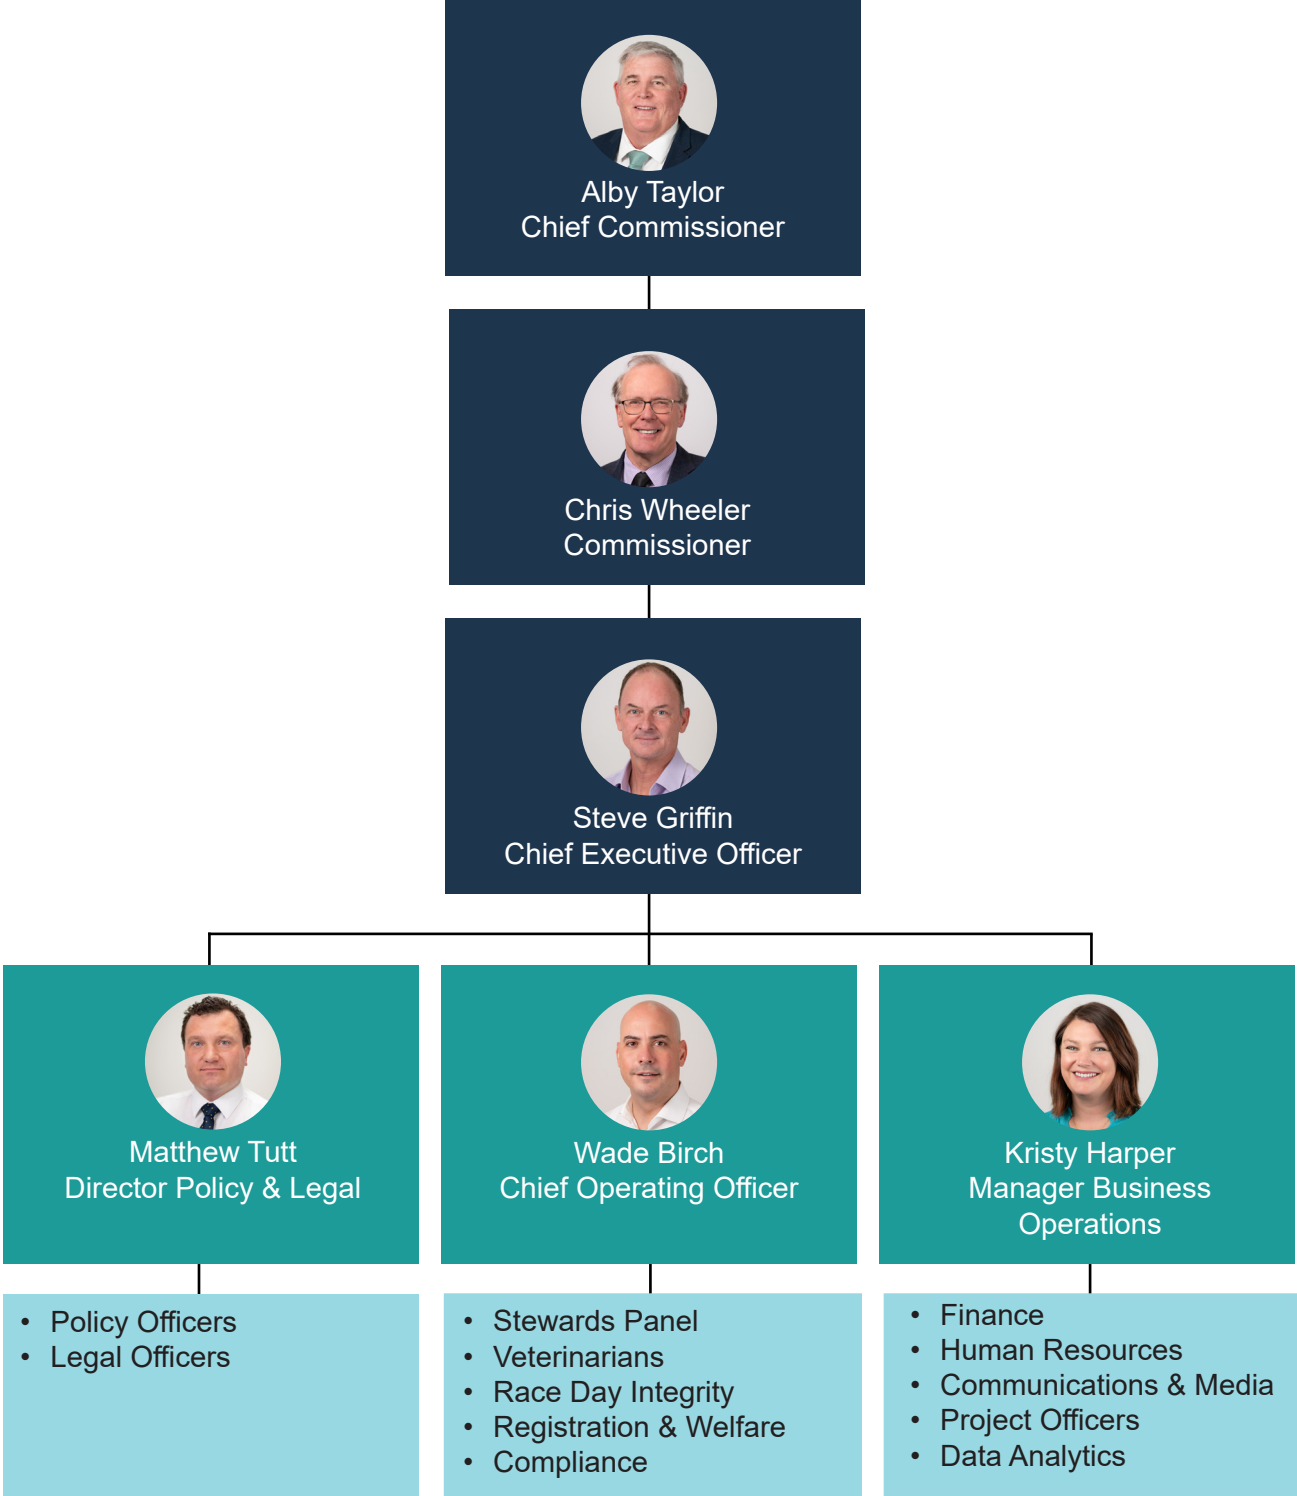 Alby Taylor
Chief Commissioner
Chris Wheeler
Commissioner
Steve Griffin
Chief Executive Officer
Matthew Tutt
Director Policy & Legal
Wade Birch
Chief Operating Officer
Kristy Harper
Manager Business
Operations
• Policy Officers
• Legal Officers
• Stewards Panel
• Veterinarians
• Race Day Integrity
• Registration & Welfare
• Compliance
• Finance
• Human Resources
• Communications & Media
• Project Officers
• Data Analytics